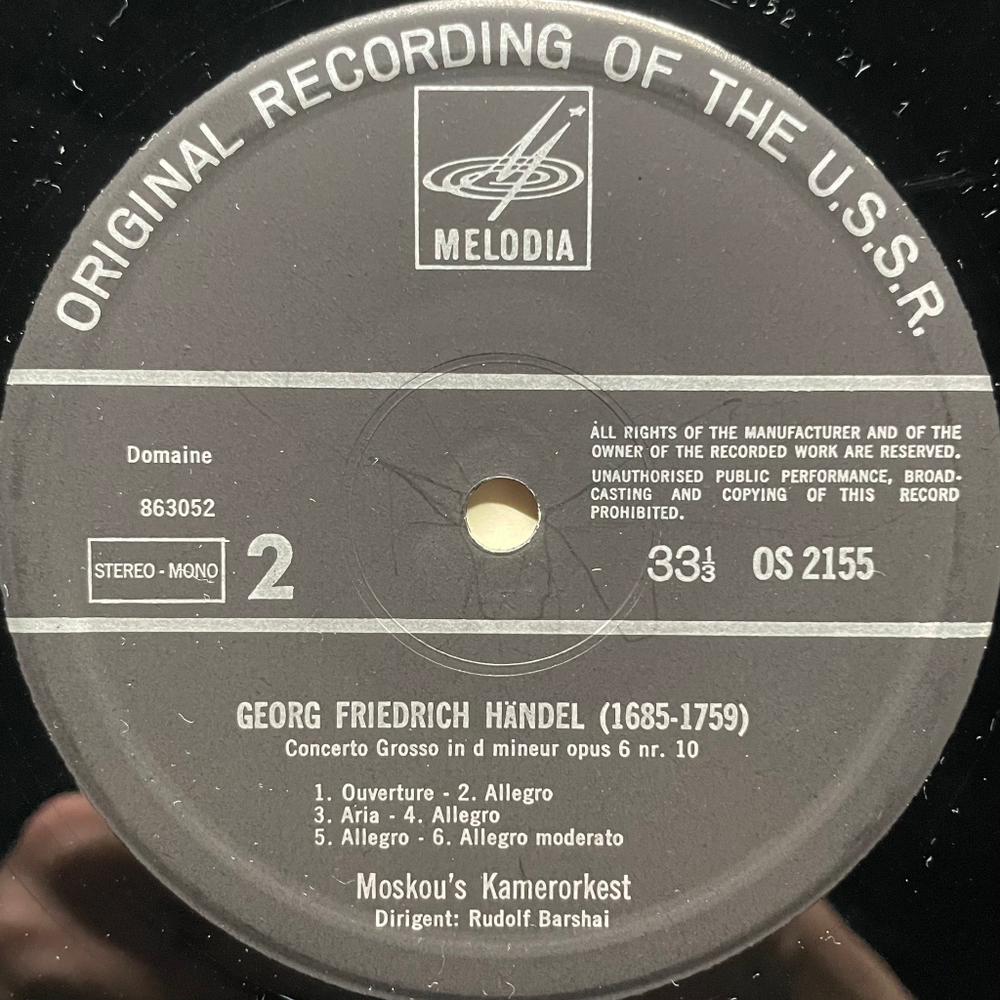 ORIGINAL RECORDING OF THE U.S.S.R.
MELODIA
Domaine
863052
STEREO - MONO
2
ALL RIGHTS OF THE MANUFACTURER AND OF THE
OWNER OF THE RECORDED WORK ARE RESERVED.
UNAUTHORISED PUBLIC PERFORMANCE, BROAD-
CASTING AND COPYING OF THIS RECORD
PROHIBITED.
33⅓ OS 2155
GEORG FRIEDRICH HÄNDEL (1685-1759)
Concerto Grosso in d mineur opus 6 nr. 10
1. Ouverture - 2. Allegro
3. Aria - 4. Allegro
5. Allegro - 6. Allegro moderato
Moskou's Kamerorkest
Dirigent: Rudolf Barshai